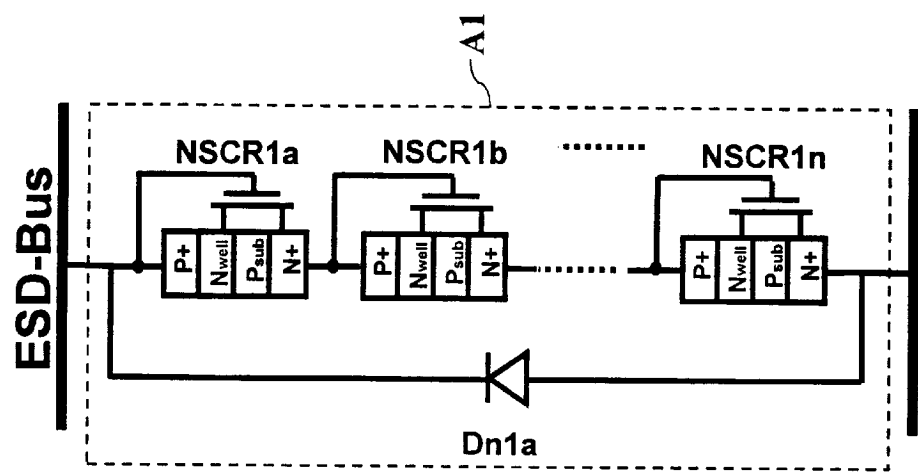 ESD-Bus
A1
NSCR1a
P+
Nwell
Psub
N+
NSCR1b
P+
Nwell
Psub
N+
NSCR1n
P+
Nwell
Psub
N+
Dn1a